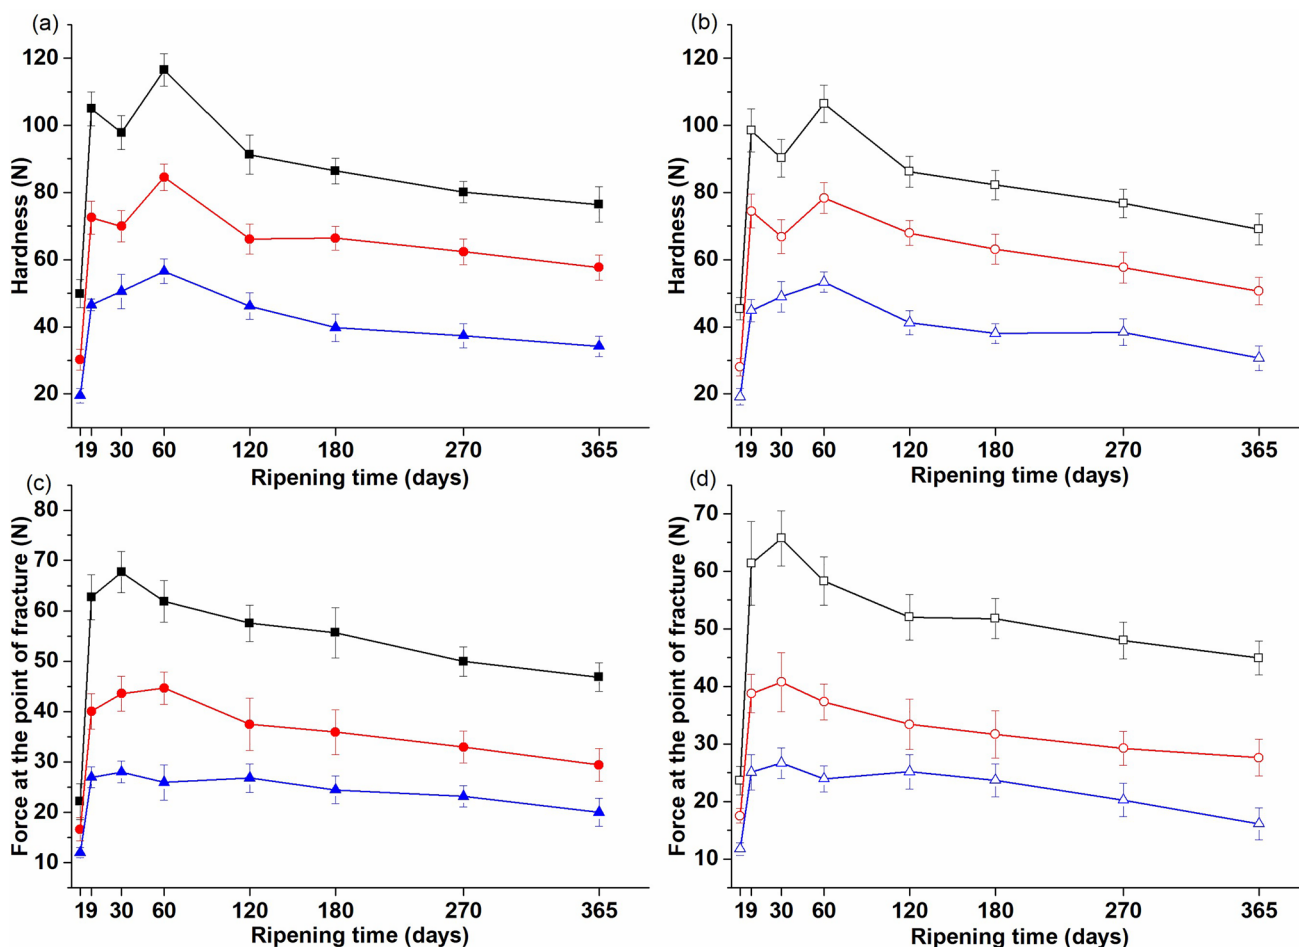 (a)
Hardness (N)
120
100
80
60
40
20
19 30 60 120 180 270 365
Ripening time (days)
(b)
Hardness (N)
120
100
80
60
40
20
19 30 60 120 180 270 365
Ripening time (days)
(c)
Force at the point of fracture (N)
80
70
60
50
40
30
20
10
19 30 60 120 180 270 365
Ripening time (days)
(d)
Force at the point of fracture (N)
70
60
50
40
30
20
10
19 30 60 120 180 270 365
Ripening time (days)